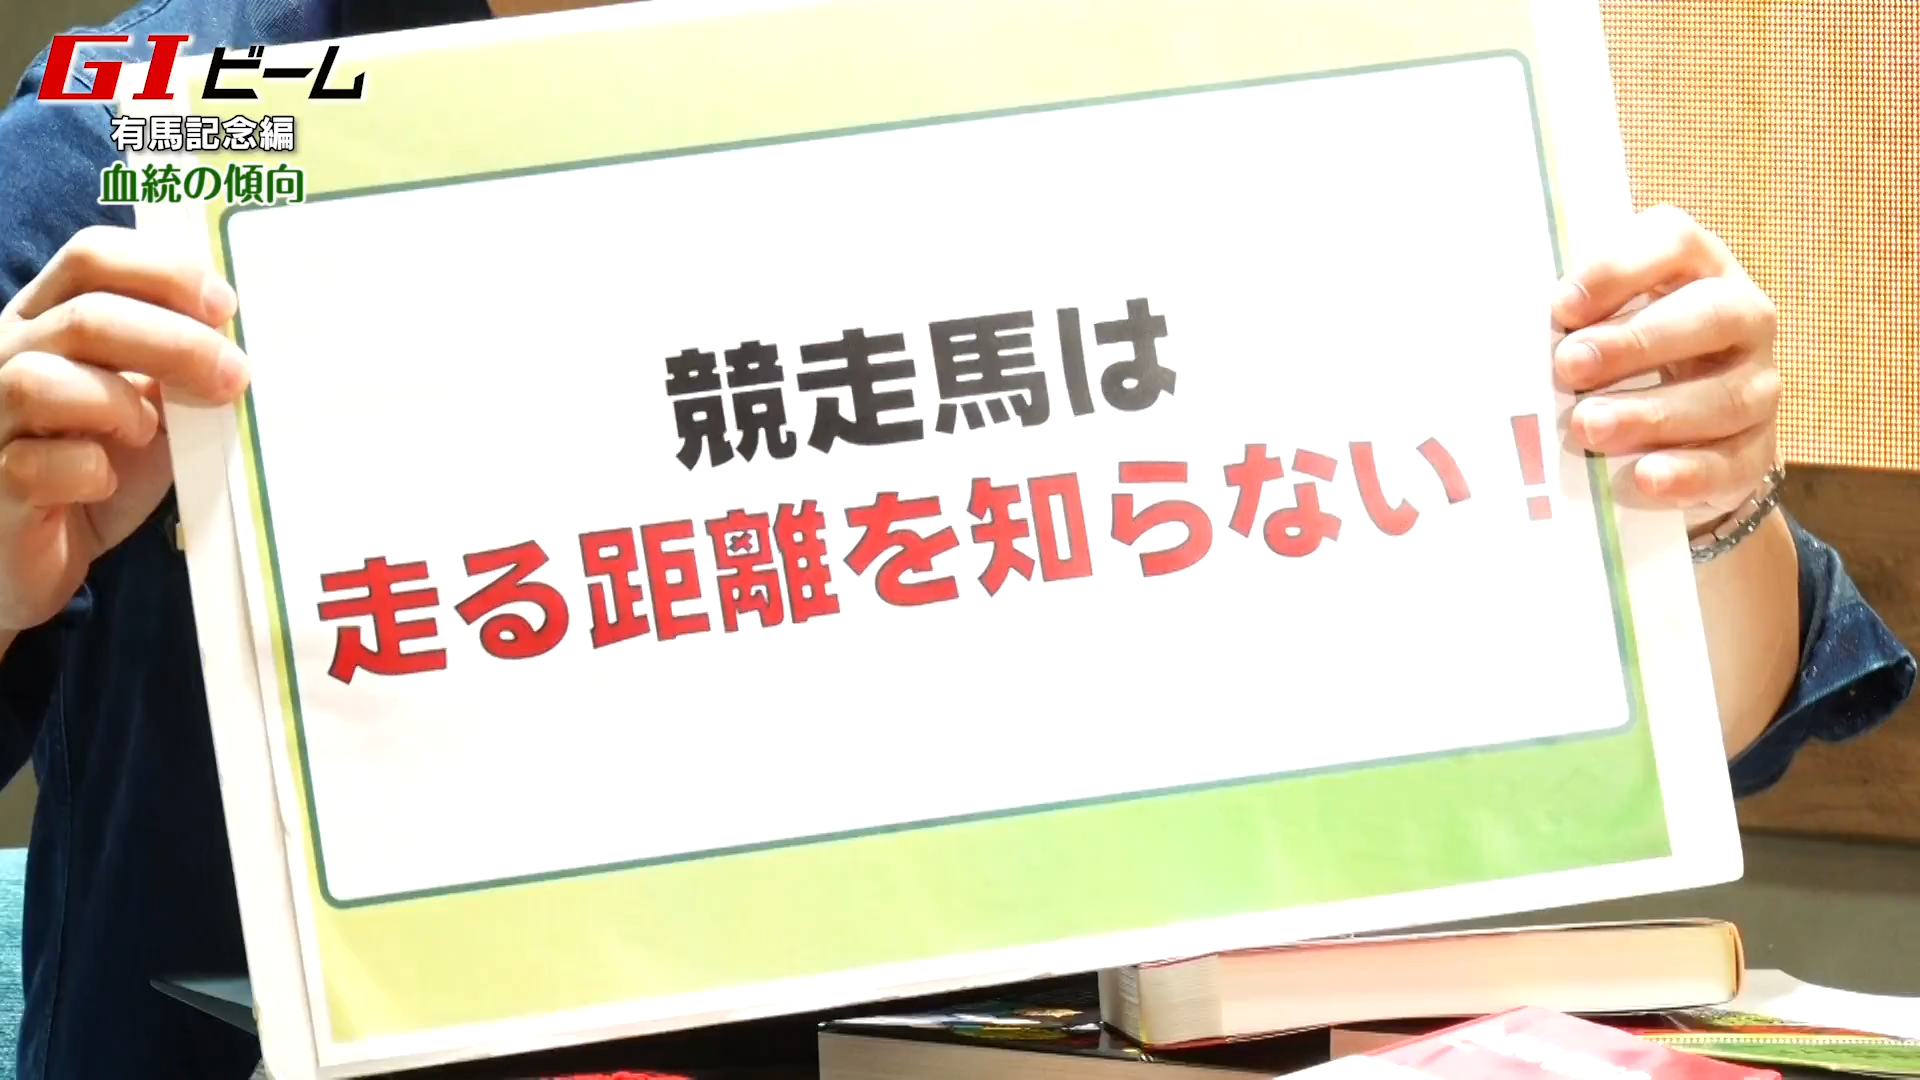 GIビーム
有馬記念編
血統の傾向
競走馬は
走る距離を知らない！